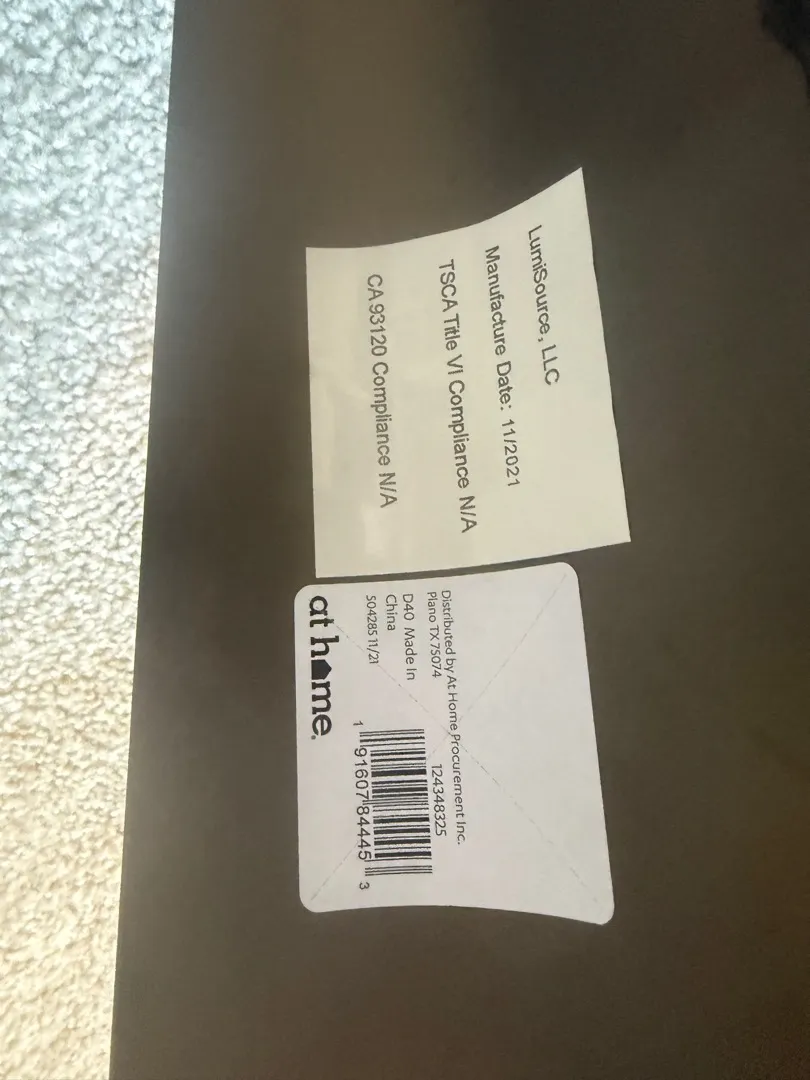 LumiSource, LLC
Manufacture Date: 11/2021
TSCA Title VI Compliance N/A
CA 93120 Compliance N/A
Distributed by At Home Procurement Inc.
Plano TX 75074
124348325
D40 Made In
China
504285 11/21
1 91607 84445 3
at home.